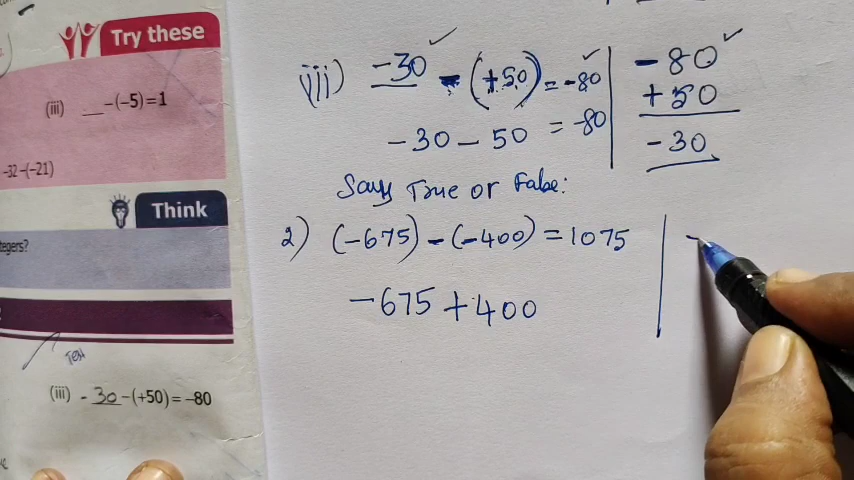 Try these
(iii) __-(-5)=1
-32-(-21)
Think
tegers?
Text
(iii) - 30 -(+50)=-80
iii) -30 - (+50) = -80
-30 - 50 = -80
-80
+50
-30
Say True or False:
2) (-675) - (-400) = 1075
-675 + 400
-